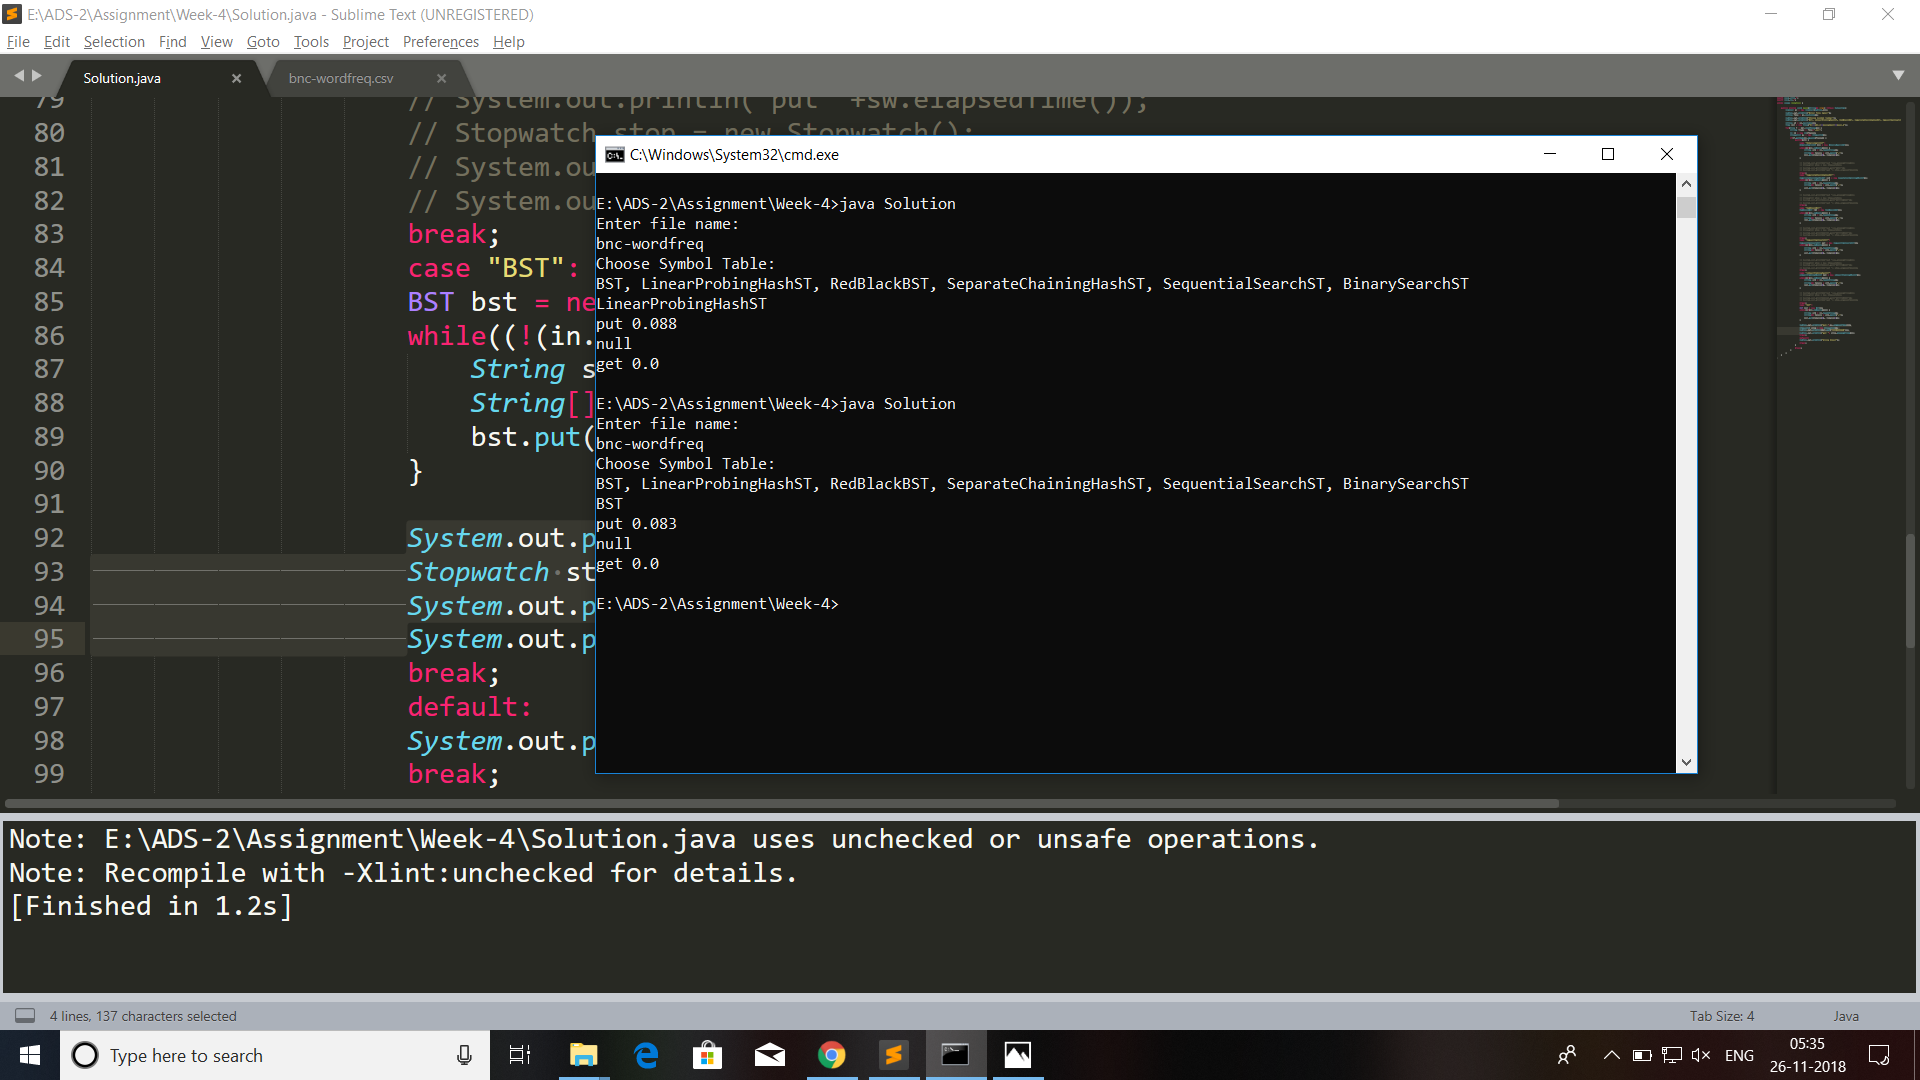 E:\ADS-2\Assignment\Week-4\Solution.java - Sublime Text (UNREGISTERED)
File Edit Selection Find View Goto Tools Project Preferences Help
Solution.java × bnc-wordfreq.csv ×
79 // System.out.println("put "+sw.elapsedTime());
80 // Stopwatch stop = new Stopwatch();
81 // System.ou
82 // System.ou
83 break;
84 case "BST":
85 BST bst = ne
86 while((!(in.
87 String s
88 String[]
89 bst.put(
90 }
91
92 System.out.p
93 Stopwatch st
94 System.out.p
95 System.out.p
96 break;
97 default:
98 System.out.p
99 break;
C:\Windows\System32\cmd.exe
E:\ADS-2\Assignment\Week-4>java Solution
Enter file name:
bnc-wordfreq
Choose Symbol Table:
BST, LinearProbingHashST, RedBlackBST, SeparateChainingHashST, SequentialSearchST, BinarySearchST
LinearProbingHashST
put 0.088
null
get 0.0
E:\ADS-2\Assignment\Week-4>java Solution
Enter file name:
bnc-wordfreq
Choose Symbol Table:
BST, LinearProbingHashST, RedBlackBST, SeparateChainingHashST, SequentialSearchST, BinarySearchST
BST
put 0.083
null
get 0.0
E:\ADS-2\Assignment\Week-4>
Note: E:\ADS-2\Assignment\Week-4\Solution.java uses unchecked or unsafe operations.
Note: Recompile with -Xlint:unchecked for details.
[Finished in 1.2s]
4 lines, 137 characters selected Tab Size: 4 Java
Type here to search ENG 05:35
26-11-2018